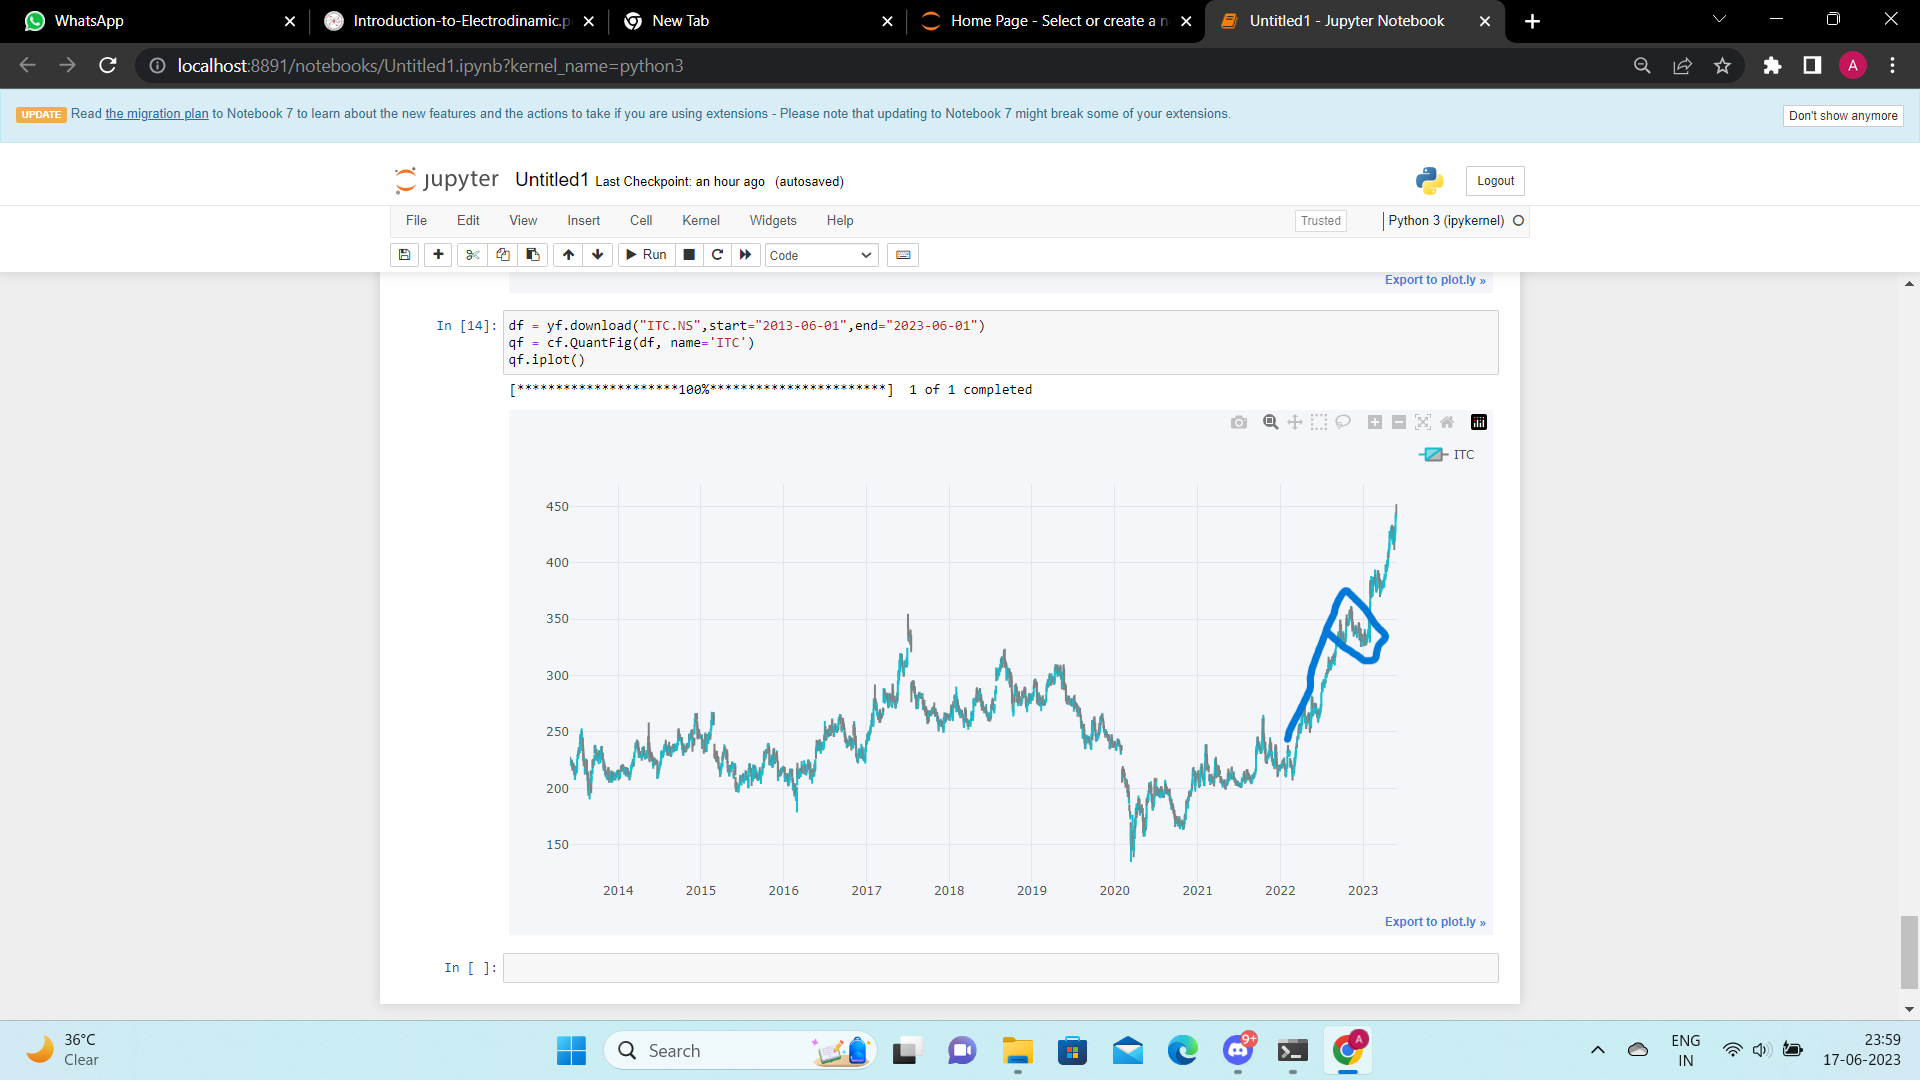 WhatsApp
Introduction-to-Electrodinamic.p
New Tab
Home Page - Select or create a n
Untitled1 - Jupyter Notebook
localhost:8891/notebooks/Untitled1.ipynb?kernel_name=python3
A
UPDATE Read the migration plan to Notebook 7 to learn about the new features and the actions to take if you are using extensions - Please note that updating to Notebook 7 might break some of your extensions.
Don't show anymore
jupyter Untitled1 Last Checkpoint: an hour ago (autosaved)
Logout
File Edit View Insert Cell Kernel Widgets Help
Trusted
Python 3 (ipykernel)
Run
Code
Export to plot.ly »
In [14]: df = yf.download("ITC.NS",start="2013-06-01",end="2023-06-01")
qf = cf.QuantFig(df, name='ITC')
qf.iplot()
[*********************100%***********************]  1 of 1 completed
ITC
450
400
350
300
250
200
150
2014 2015 2016 2017 2018 2019 2020 2021 2022 2023
Export to plot.ly »
In [ ]:
36°C
Clear
Search
9+
A
ENG
IN
23:59
17-06-2023